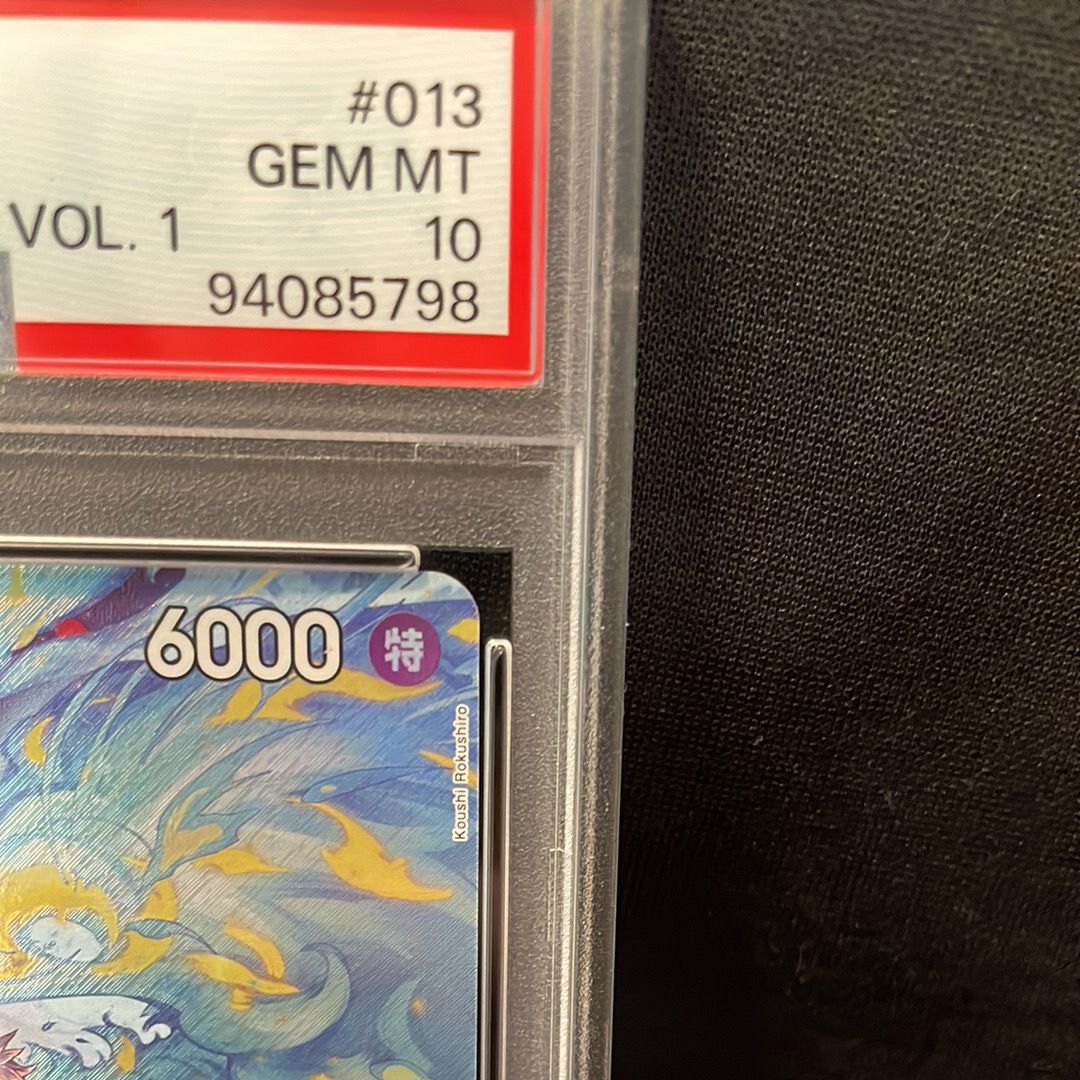 #013
GEM MT
VOL. 1 10
94085798
6000 特
Koushi Rokushiro